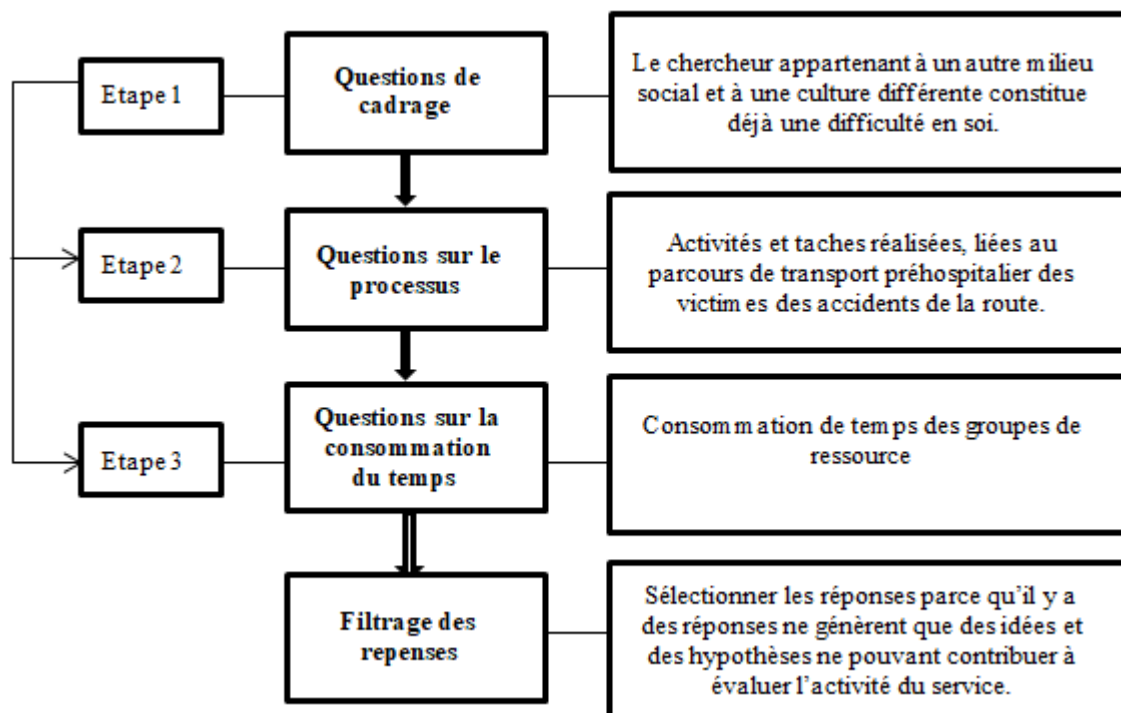 Etape 1
Questions de
cadrage
Le chercheur appartenant à un autre milieu
social et à une culture différente constitue
déjà une difficulté en soi.
Etape 2
Questions sur le
processus
Activités et taches réalisées, liées au
parcours de transport préhospitalier des
victimes des accidents de la route.
Etape 3
Questions sur la
consommation
du temps
Consommation de temps des groupes de
ressource
Filtrage des
repenses
Sélectionner les réponses parce qu’il y a
des réponses ne génèrent que des idées et
des hypothèses ne pouvant contribuer à
évaluer l’activité du service.